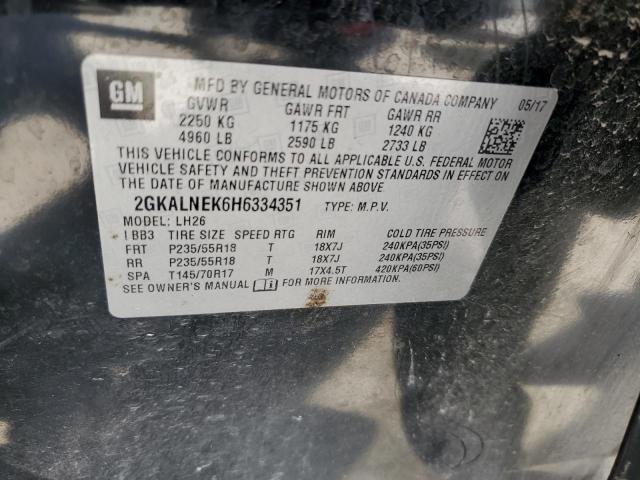 GM
MFD BY GENERAL MOTORS OF CANADA COMPANY 05/17
GVWR GAWR FRT GAWR RR
2250 KG 1175 KG 1240 KG
4960 LB 2590 LB 2733 LB
THIS VEHICLE CONFORMS TO ALL APPLICABLE U.S. FEDERAL MOTOR
VEHICLE SAFETY AND THEFT PREVENTION STANDARDS IN EFFECT ON
THE DATE OF MANUFACTURE SHOWN ABOVE.
2GKALNEK6H6334351 TYPE: M.P.V.
MODEL: LH26
1BB3 TIRE SIZE SPEED RTG RIM COLD TIRE PRESSURE
FRT P235/55R18 T 18X7J 240KPA(35PSI)
RR P235/55R18 T 18X7J 240KPA(35PSI)
SPA T145/70R17 M 17X4.5T 420KPA(60PSI)
SEE OWNER'S MANUAL FOR MORE INFORMATION.